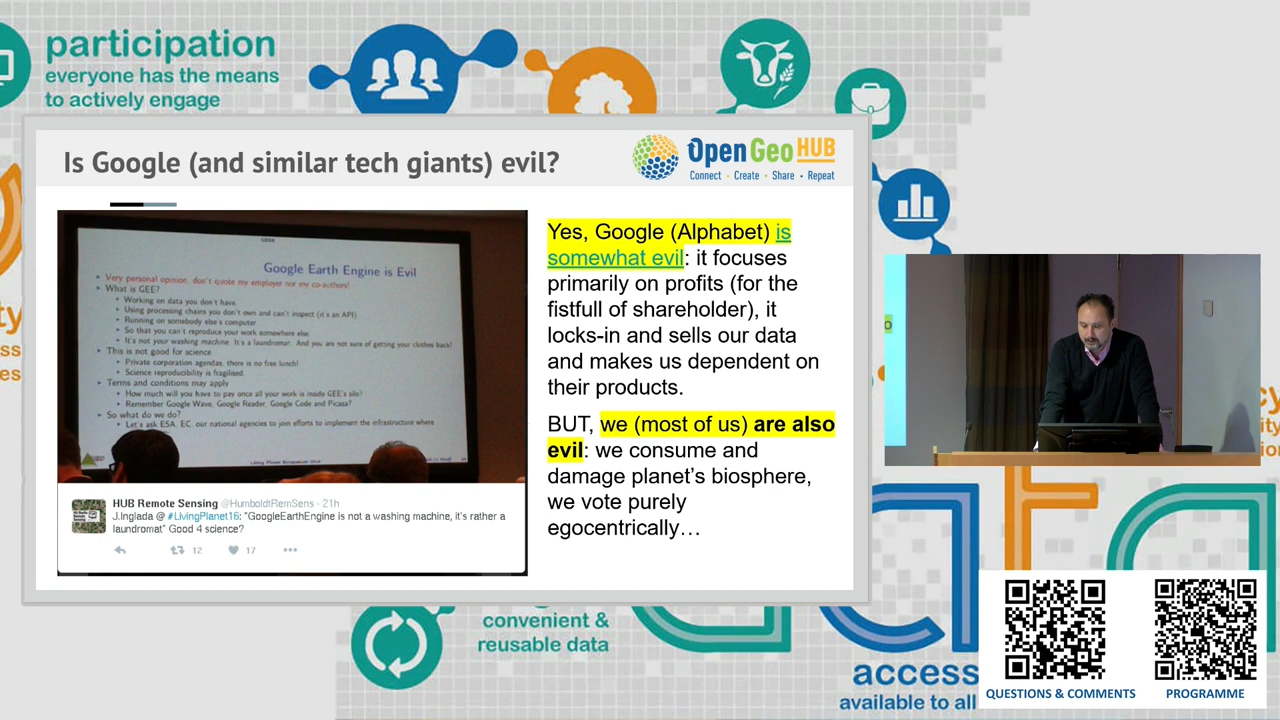 participation
everyone has the means
to actively engage
Is Google (and similar tech giants) evil?
OpenGeoHUB
Connect • Create • Share • Repeat
Google Earth Engine is Evil
Very personal opinion, don't quote my employer nor my co-authors!
What is GEE?
Working on data you don't have
Using processing chains you don't own and can't inspect (it's an API)
Running on somebody else's computer
So that you can't reproduce your work somewhere else
It's not your washing machine. It's a laundromat. And you are not sure of getting your clothes back!
This is not good for science
Private corporation agendas, there is no free lunch!
Science reproducibility is fragilised
Terms and conditions may apply
How much will you have to pay once all your work is inside GEE's silo?
Remember Google Wave, Google Reader, Google Code and Picasa?
So what do we do?
Let's ask ESA, EC, our national agencies to join efforts to implement the infrastructure where
Living Planet Symposium
HUB Remote Sensing @HumboldtRemSens · 21h
J.Inglada @ #LivingPlanet16: "GoogleEarthEngine is not a washing machine, it's rather a
laundromat" Good 4 science?
12 17
Yes, Google (Alphabet) is
somewhat evil: it focuses
primarily on profits (for the
fistfull of shareholder), it
locks-in and sells our data
and makes us dependent on
their products.
BUT, we (most of us) are also
evil: we consume and
damage planet's biosphere,
we vote purely
egocentrically…
convenient &
reusable data
access
available to all
QUESTIONS & COMMENTS
PROGRAMME